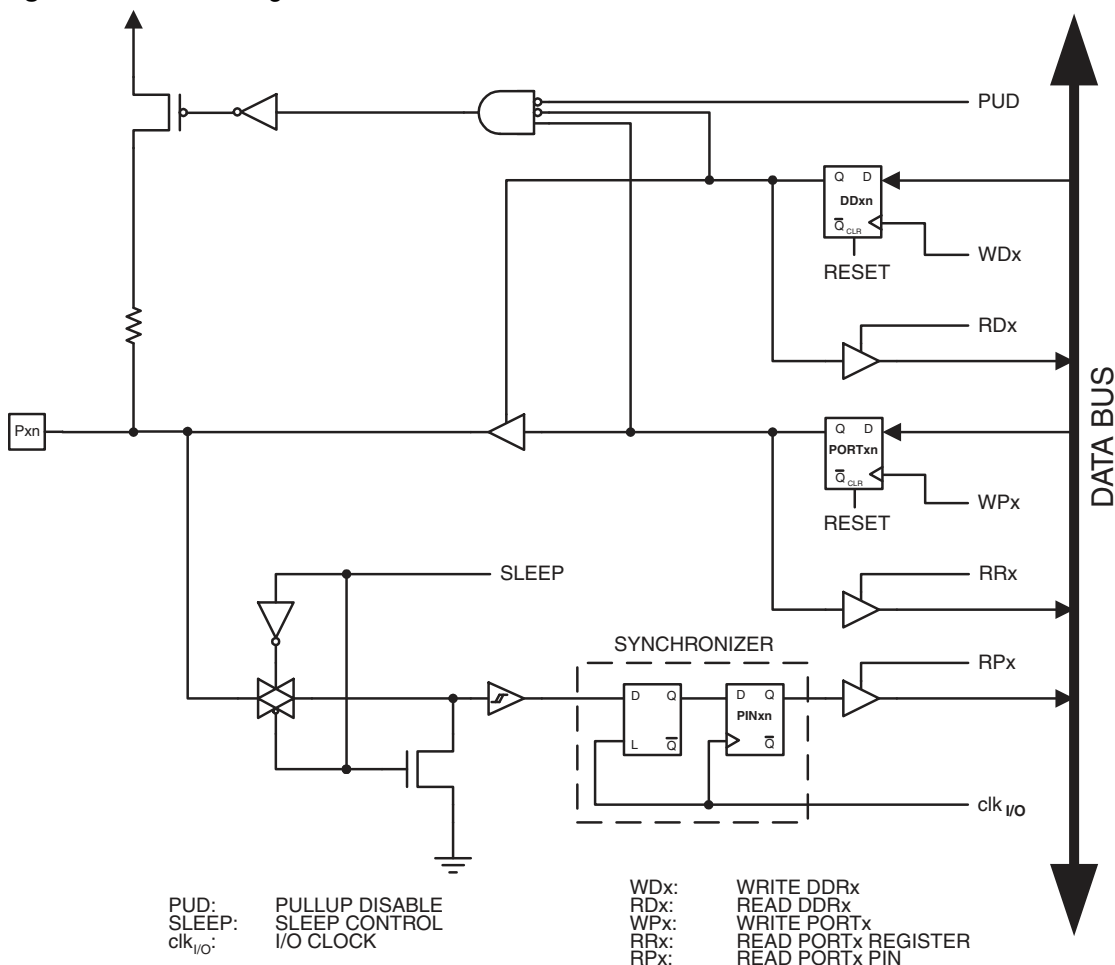 PUD
Q D
DDxn
Q CLR
WDx
RESET
RDx
DATA BUS
Pxn
Q D
PORTxn
Q CLR
WPx
RESET
SLEEP
RRx
SYNCHRONIZER
RPx
D Q
D Q
PINxn
L Q
Q
clk I/O
PUD: PULLUP DISABLE
SLEEP: SLEEP CONTROL
clkI/O: I/O CLOCK
WDx: WRITE DDRx
RDx: READ DDRx
WPx: WRITE PORTx
RRx: READ PORTx REGISTER
RPx: READ PORTx PIN